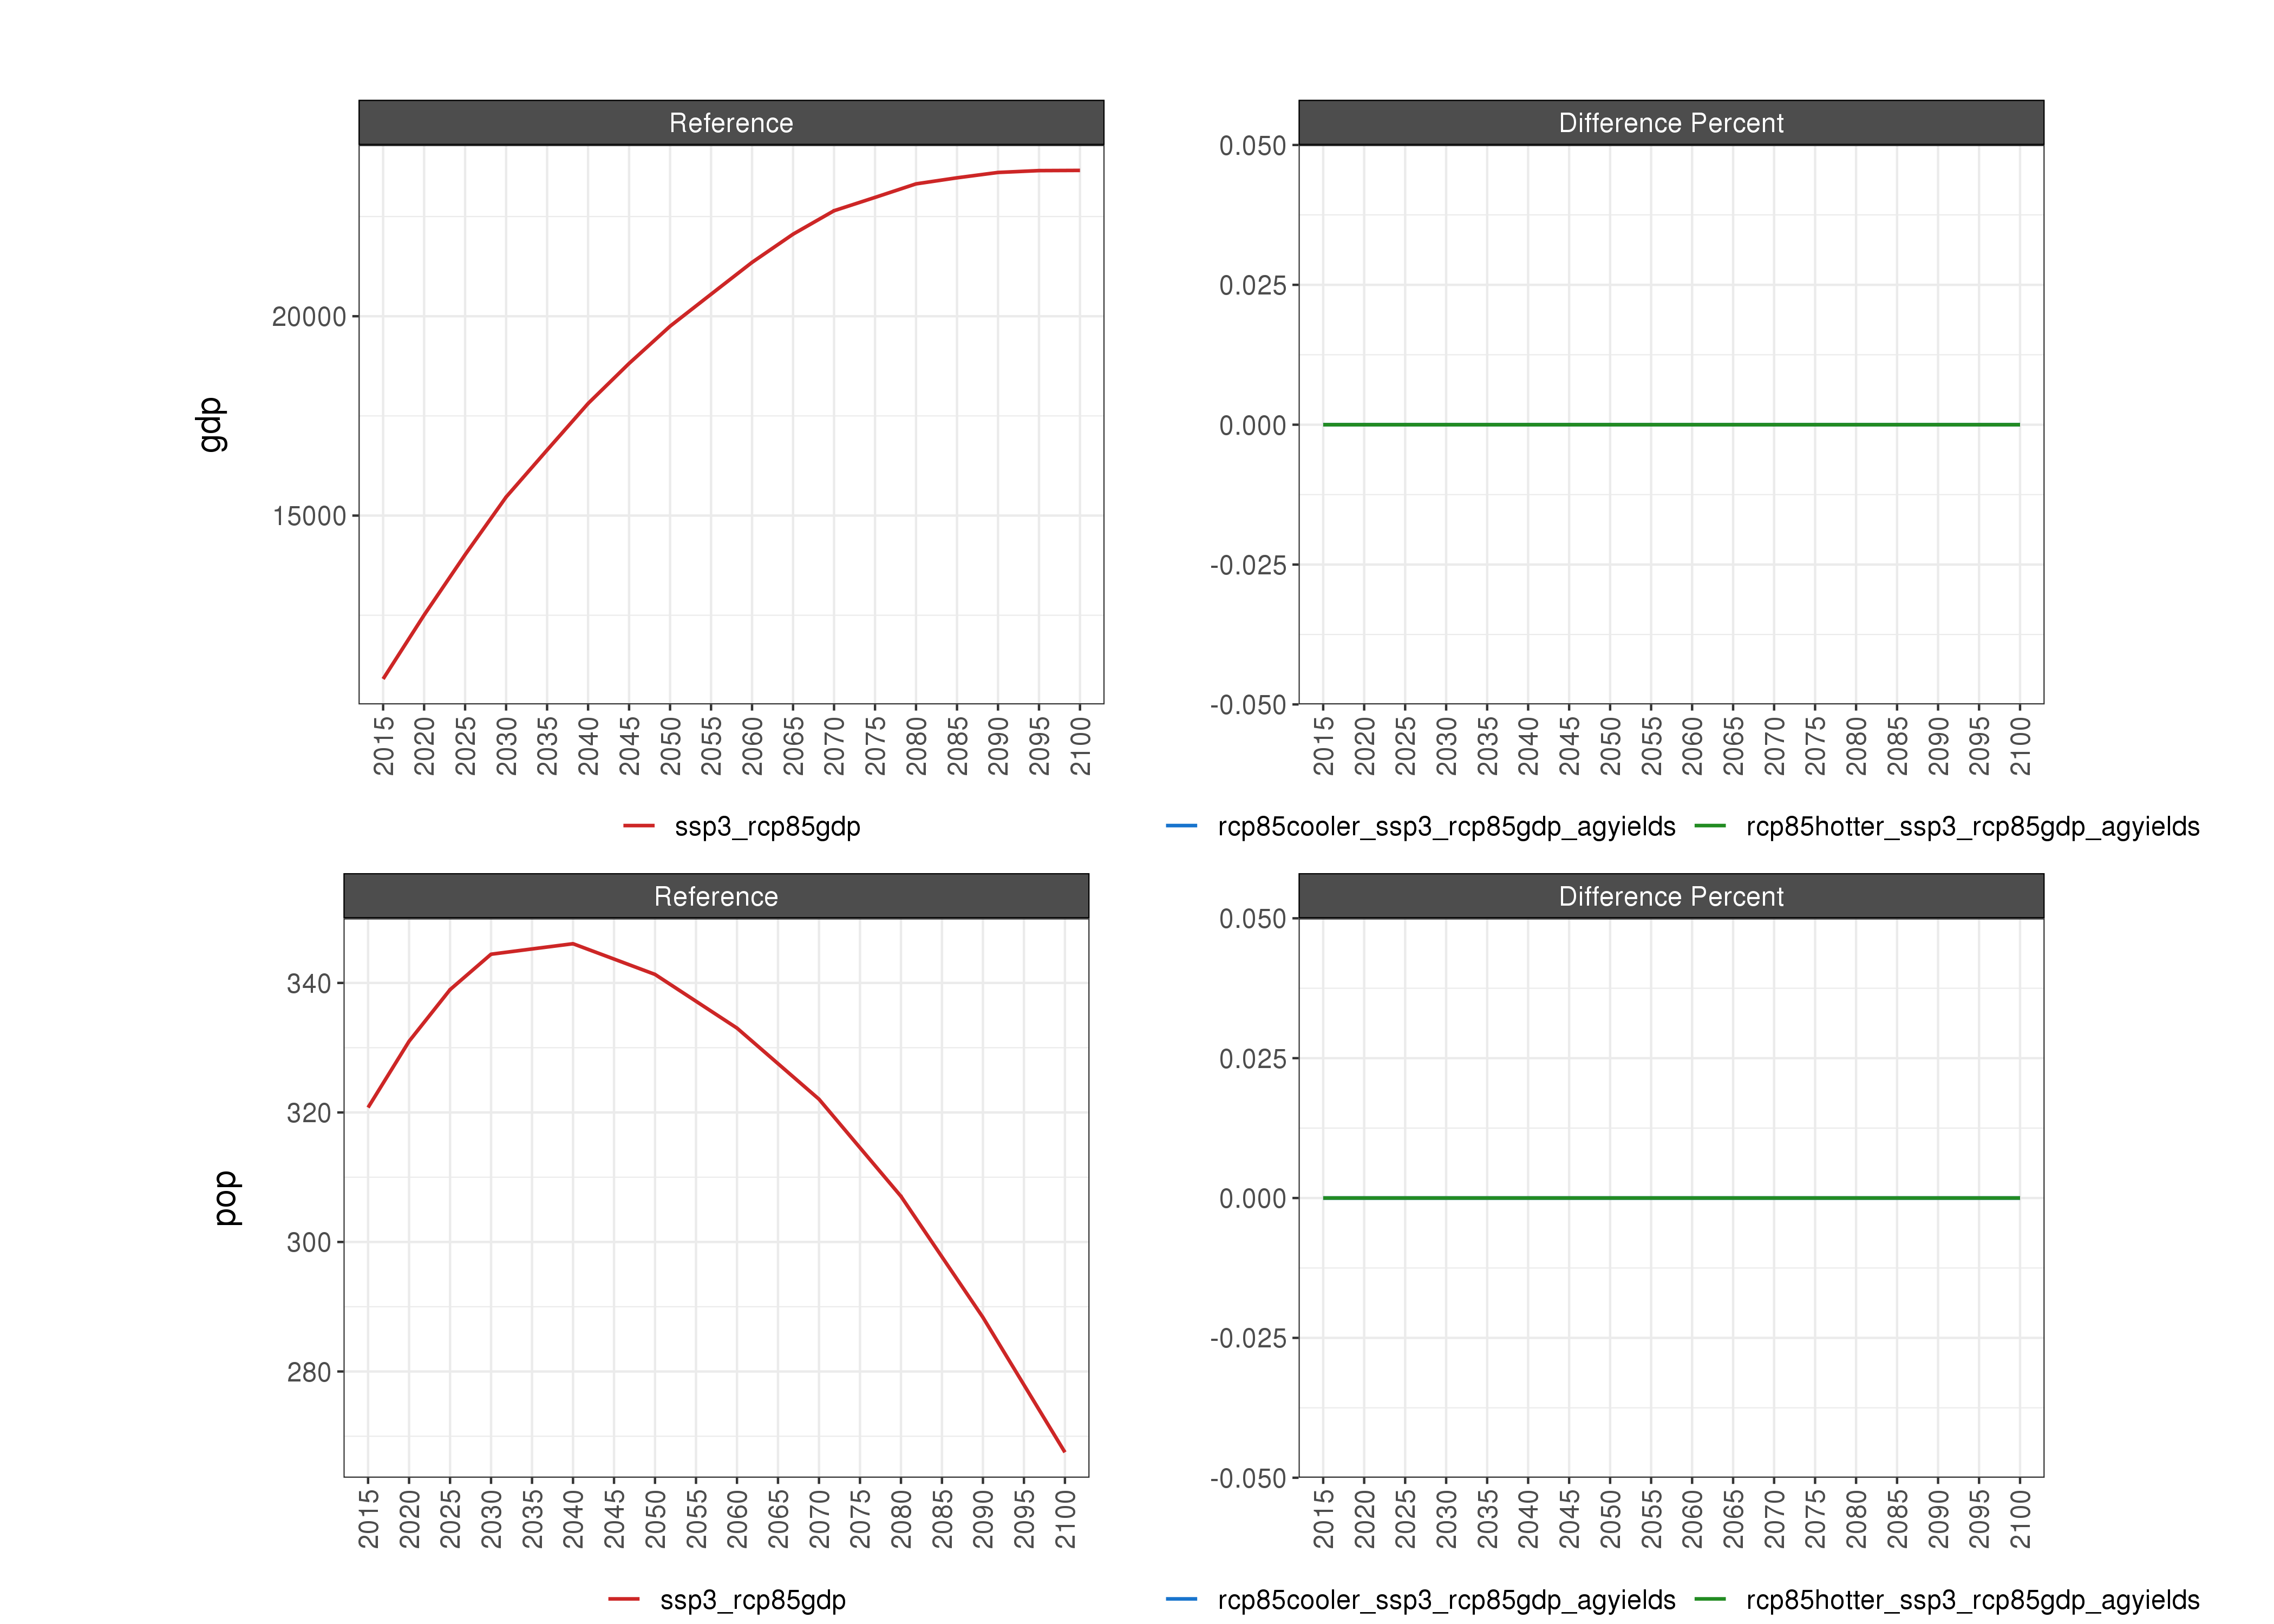 Reference
Difference Percent
gdp
20000
15000
0.050
0.025
0.000
-0.025
-0.050
2015 2020 2025 2030 2035 2040 2045 2050 2055 2060 2065 2070 2075 2080 2085 2090 2095 2100
2015 2020 2025 2030 2035 2040 2045 2050 2055 2060 2065 2070 2075 2080 2085 2090 2095 2100
ssp3_rcp85gdp
rcp85cooler_ssp3_rcp85gdp_agyields rcp85hotter_ssp3_rcp85gdp_agyields
Reference
Difference Percent
pop
340
320
300
280
0.050
0.025
0.000
-0.025
-0.050
2015 2020 2025 2030 2035 2040 2045 2050 2055 2060 2065 2070 2075 2080 2085 2090 2095 2100
2015 2020 2025 2030 2035 2040 2045 2050 2055 2060 2065 2070 2075 2080 2085 2090 2095 2100
ssp3_rcp85gdp
rcp85cooler_ssp3_rcp85gdp_agyields rcp85hotter_ssp3_rcp85gdp_agyields